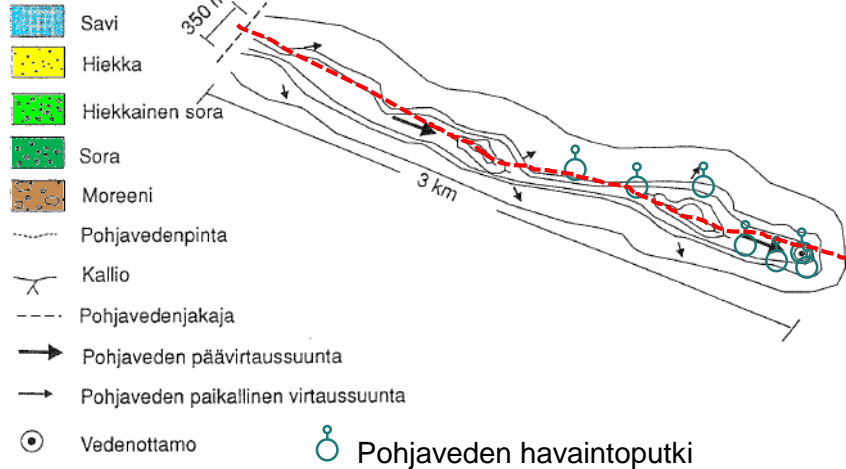 350 m
Savi
Hiekka
Hiekkainen sora
Sora
Moreeni
Pohjavedenpinta
Kallio
Pohjavedenjakaja
Pohjaveden päävirtaussuunta
Pohjaveden paikallinen virtaussuunta
Vedenottamo
3 km
Pohjaveden havaintoputki